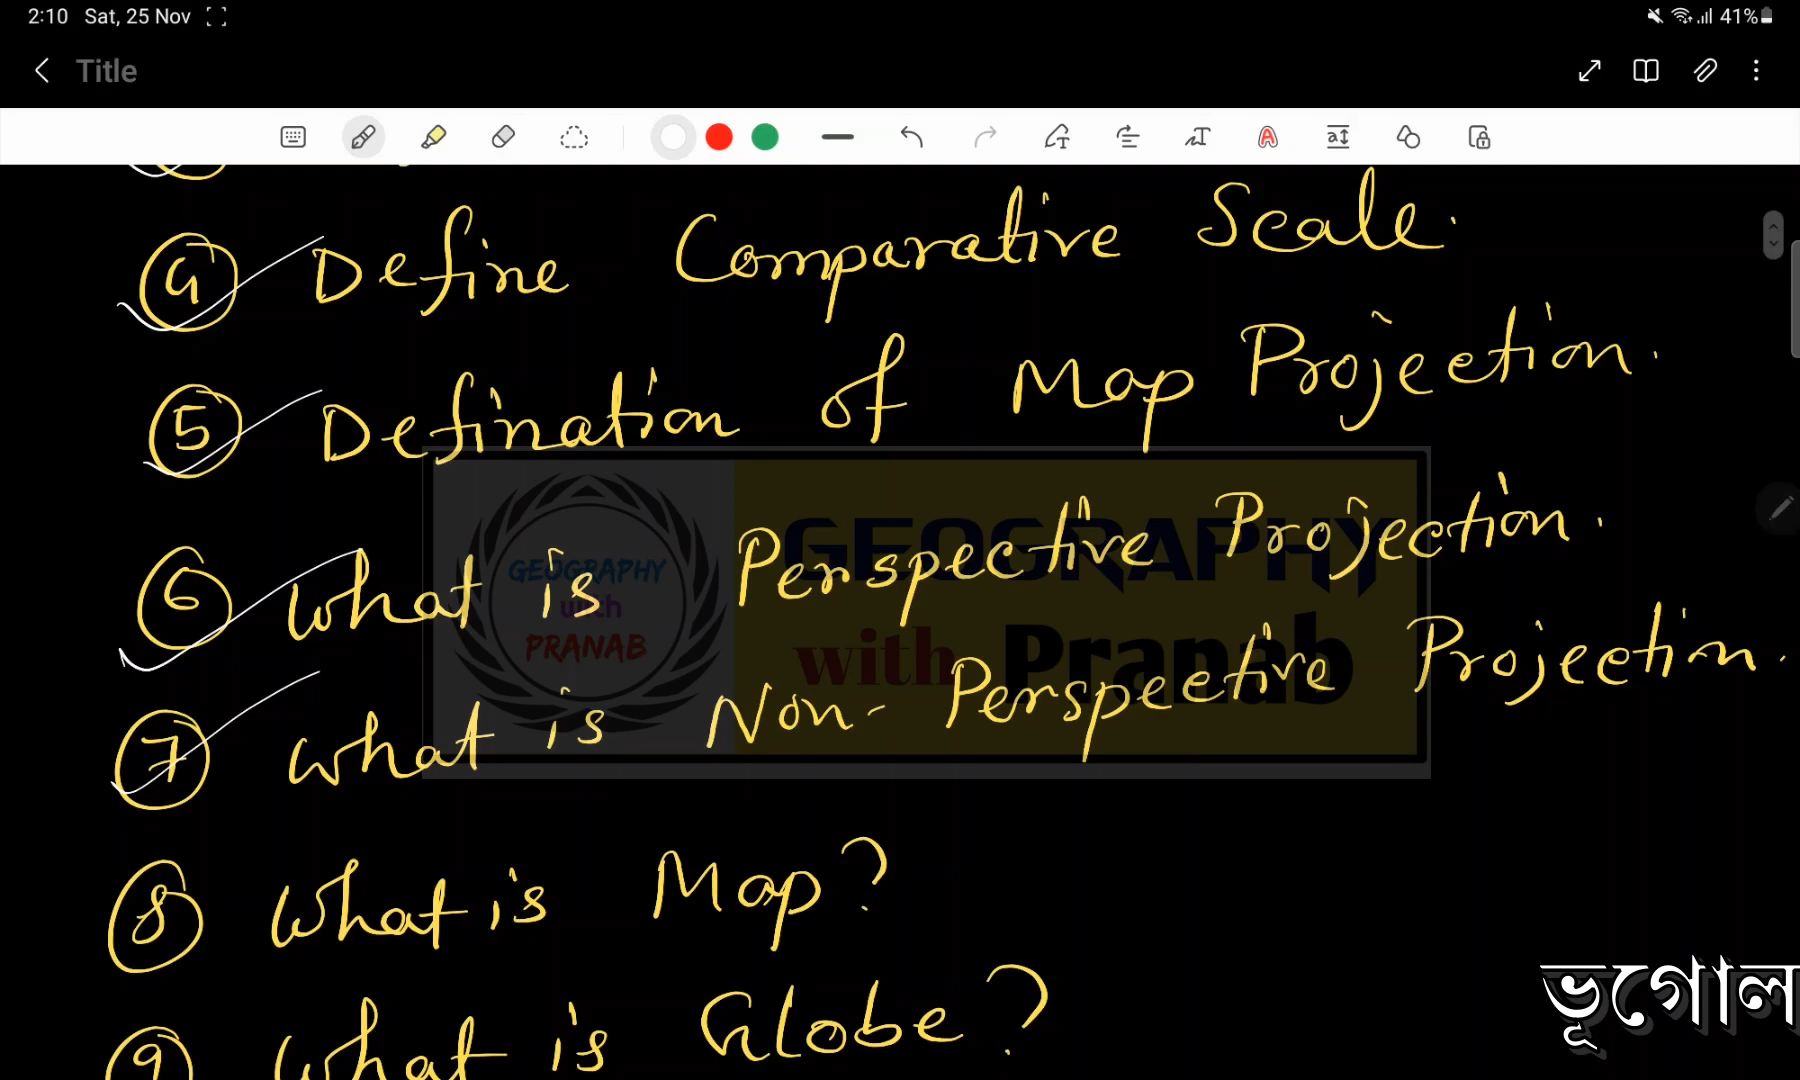 2:10 Sat, 25 Nov
41%
Title
4 Define Comparative Scale.
5 Defination of Map Projection.
6 What is Perspective Projection.
7 What is Non-Perspective Projection.
8 What is Map?
9 What is Globe?
GEOGRAPHY
with
PRANAB
GEOGRAPHY
with Pranab
ভূগোল